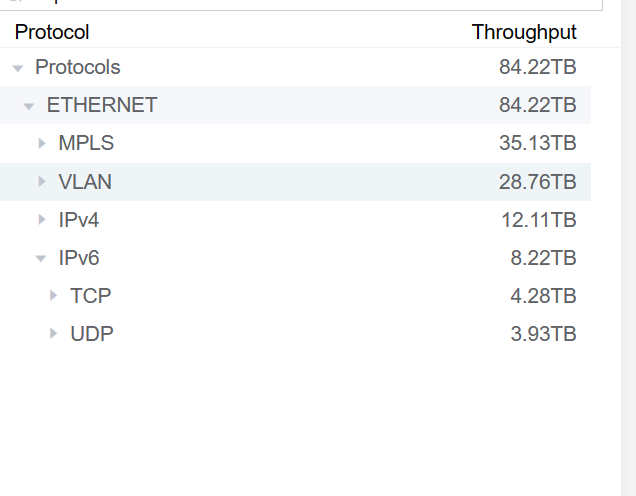 Protocol Throughput
Protocols 84.22TB
ETHERNET 84.22TB
MPLS 35.13TB
VLAN 28.76TB
IPv4 12.11TB
IPv6 8.22TB
TCP 4.28TB
UDP 3.93TB